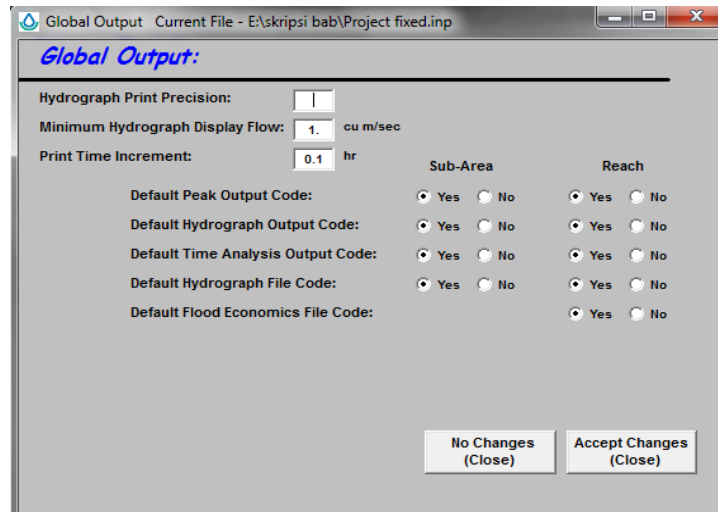 Global Output Current File - E:\skripsi bab\Project fixed.inp
Global Output:
Hydrograph Print Precision:
Minimum Hydrograph Display Flow: 1. cu m/sec
Print Time Increment: 0.1 hr
Sub-Area Reach
Default Peak Output Code: Yes No Yes No
Default Hydrograph Output Code: Yes No Yes No
Default Time Analysis Output Code: Yes No Yes No
Default Hydrograph File Code: Yes No Yes No
Default Flood Economics File Code: Yes No
No Changes Accept Changes
(Close) (Close)